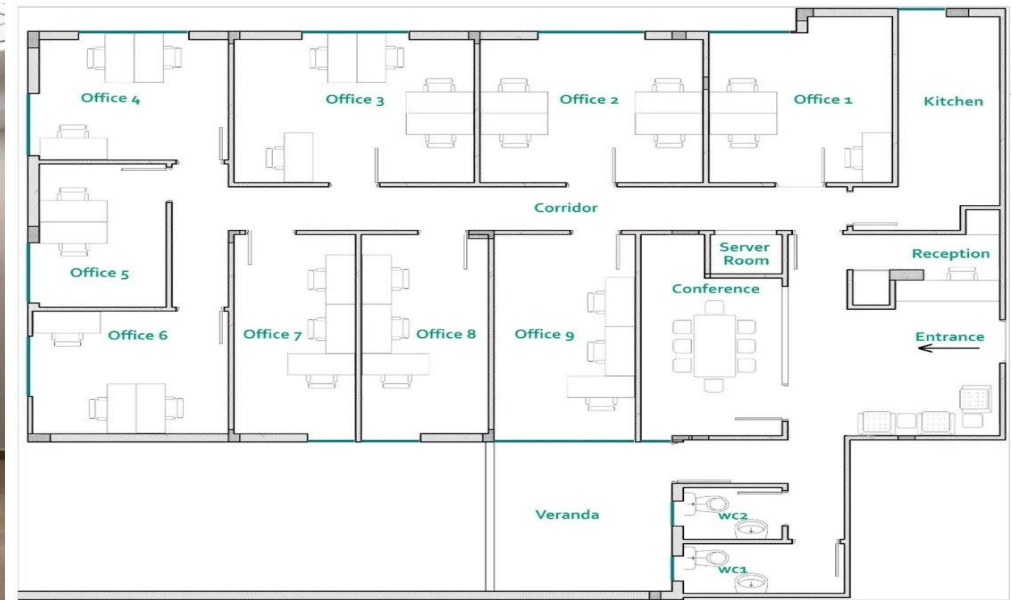 Office 4
Office 3
Office 2
Office 1
Kitchen
Corridor
Office 5
Server
Room
Reception
Conference
Office 6
Office 7
Office 8
Office 9
Entrance
Veranda
wc2
wc1